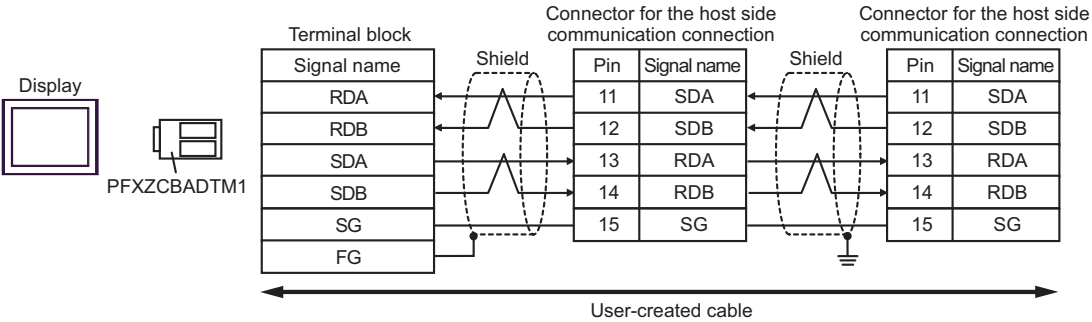 Display
PFXZCBADTM1
Terminal block
Signal name
RDA
RDB
SDA
SDB
SG
FG
Shield
Connector for the host side
communication connection
Pin Signal name
11 SDA
12 SDB
13 RDA
14 RDB
15 SG
Shield
Connector for the host side
communication connection
Pin Signal name
11 SDA
12 SDB
13 RDA
14 RDB
15 SG
User-created cable